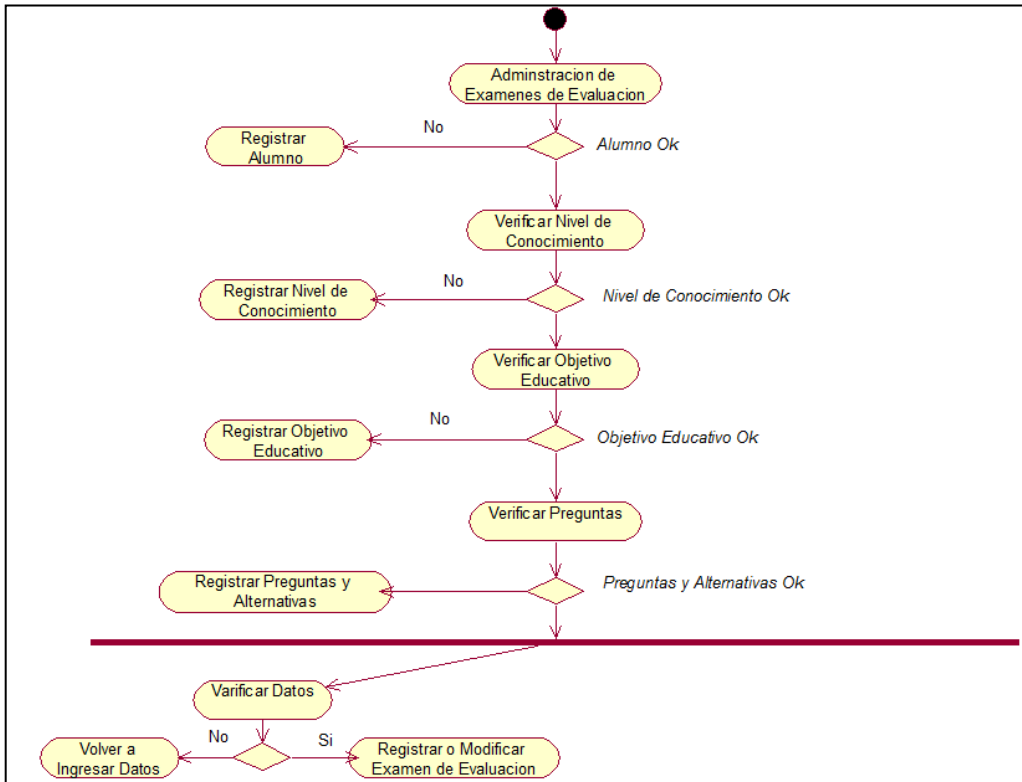 Adminstracion de
Examenes de Evaluacion
No
Alumno Ok
Registrar
Alumno
Verificar Nivel de
Conocimiento
No
Nivel de Conocimiento Ok
Registrar Nivel de
Conocimiento
Verificar Objetivo
Educativo
No
Objetivo Educativo Ok
Registrar Objetivo
Educativo
Verificar Preguntas
Preguntas y Alternativas Ok
Registrar Preguntas y
Alternativas
Varificar Datos
No
Si
Volver a
Ingresar Datos
Registrar o Modificar
Examen de Evaluacion